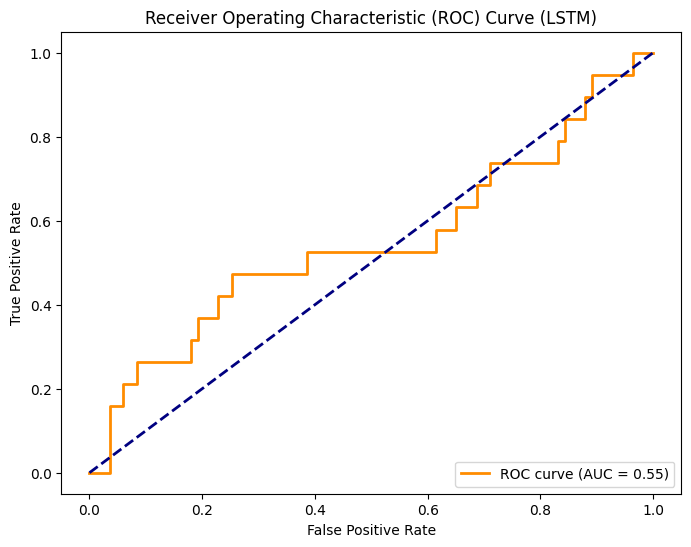 Receiver Operating Characteristic (ROC) Curve (LSTM)
True Positive Rate
1.0
0.8
0.6
0.4
0.2
0.0
ROC curve (AUC = 0.55)
0.0 0.2 0.4 0.6 0.8 1.0
False Positive Rate